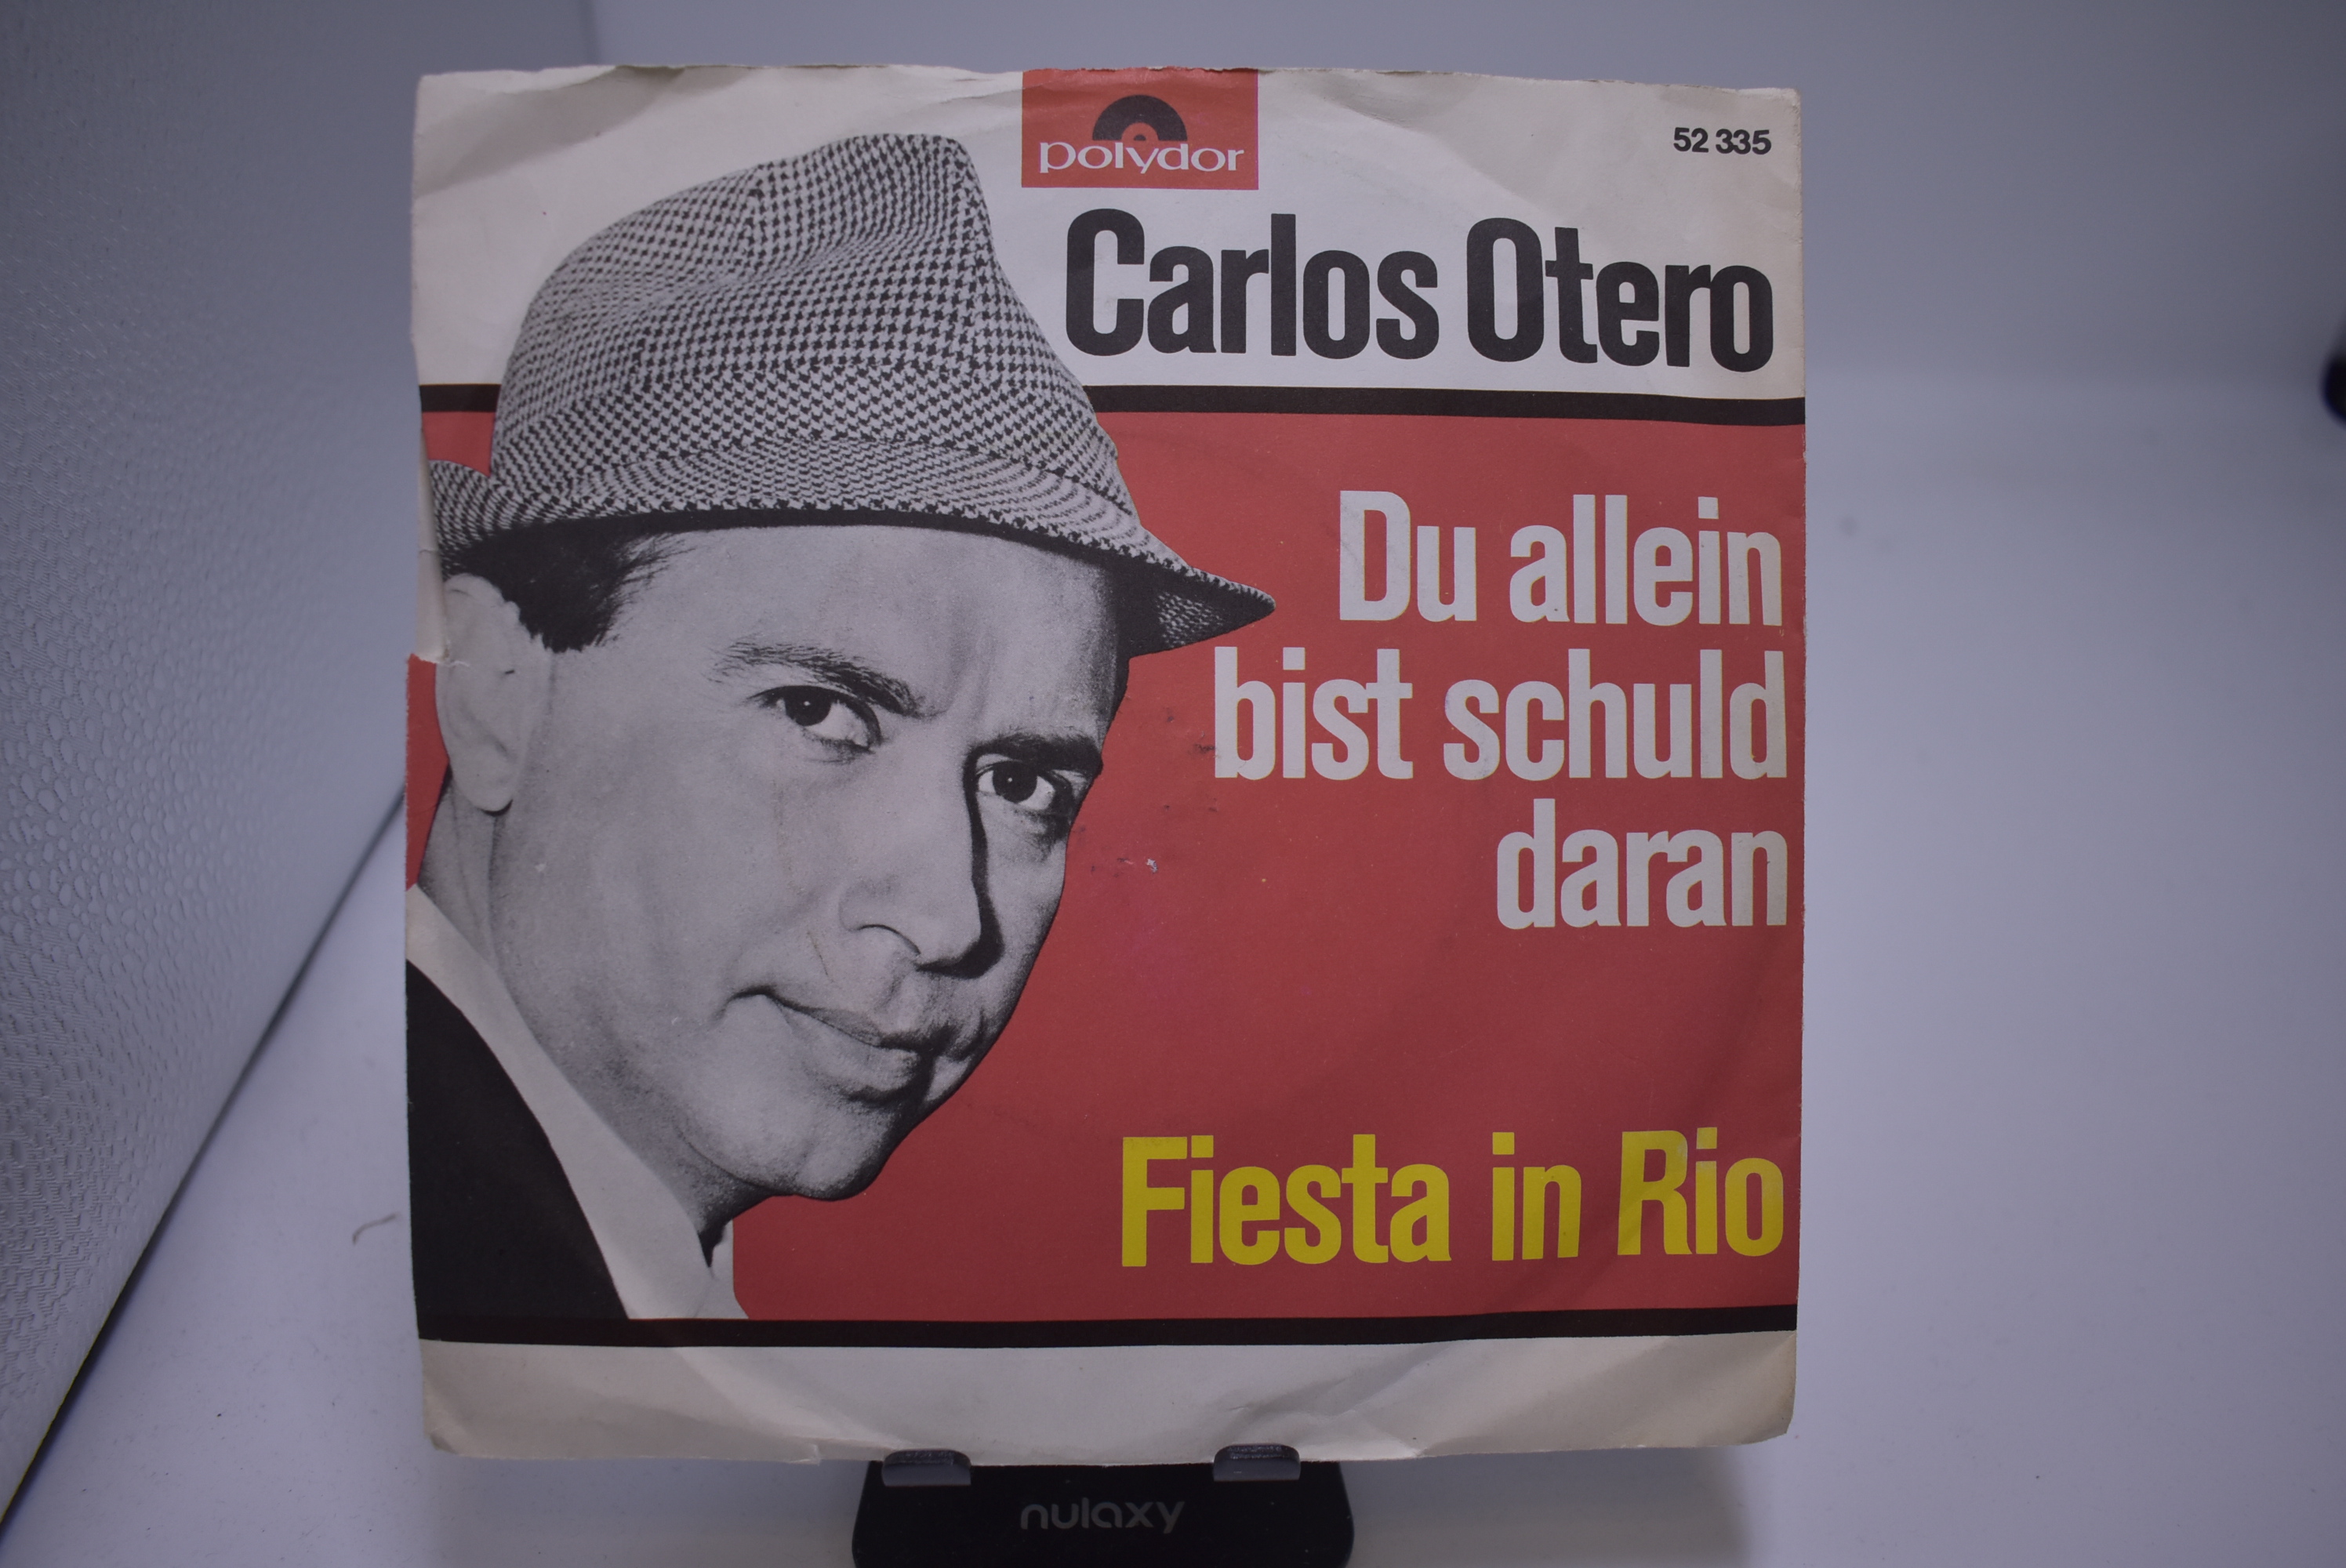 polydor
52 335
Carlos Otero
Du allein
bist schuld
daran
Fiesta in Rio
nulaxy